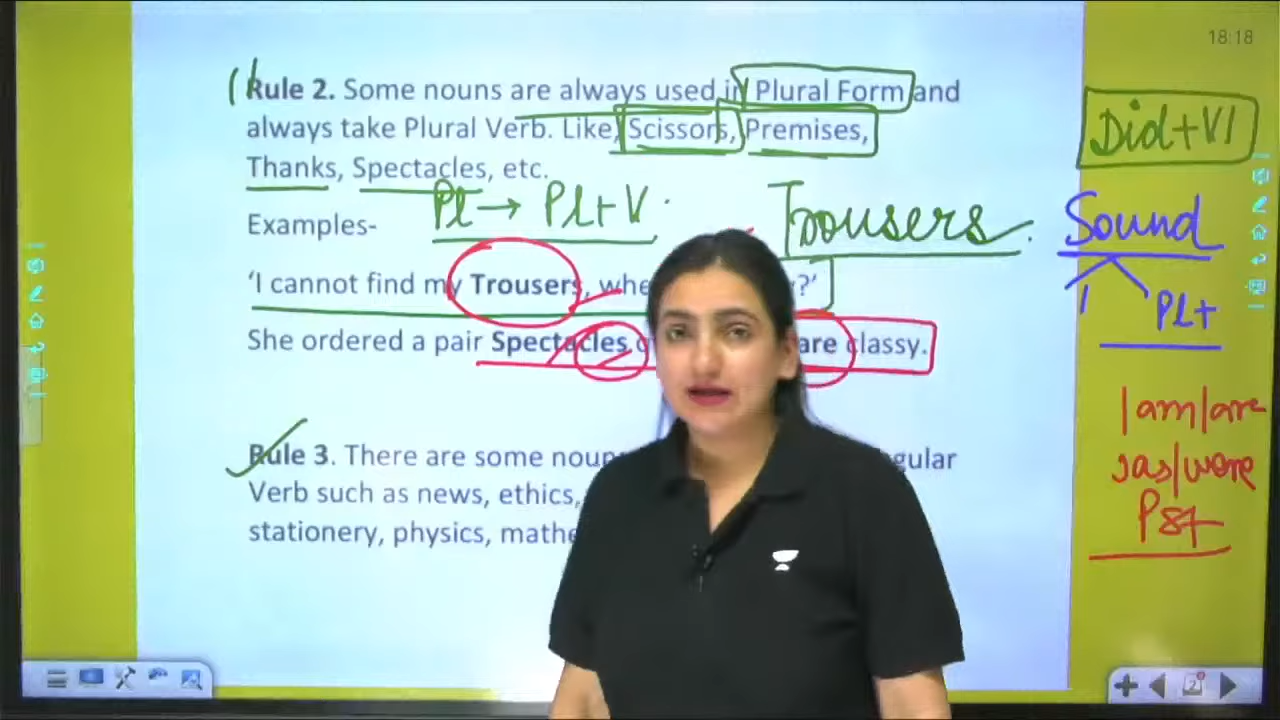 18:18
Rule 2. Some nouns are always used in Plural Form and
always take Plural Verb. Like, Scissors, Premises,
Thanks, Spectacles, etc.
Pl → Pl+V.
Trousers.
Examples-
'I cannot find my Trousers, whe ?'
She ordered a pair Spectacles are classy.
Rule 3. There are some noun gular
Verb such as news, ethics,
stationery, physics, mathe
Did+V1
Sound
Pl+
/am/are
was/were
Pst